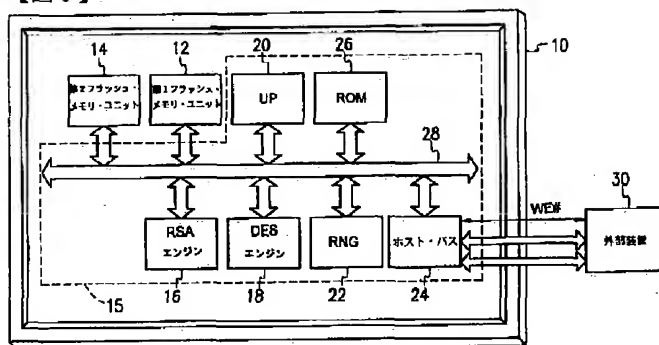 14
12
20
26
10
第2フラッシュ・
メモリ・ユニット
第1フラッシュ・
メモリ・ユニット
UP
ROM
28
30
WE#
RSA
エンジン
DES
エンジン
RNG
ホスト・バス
外部装置
15
16
18
22
24